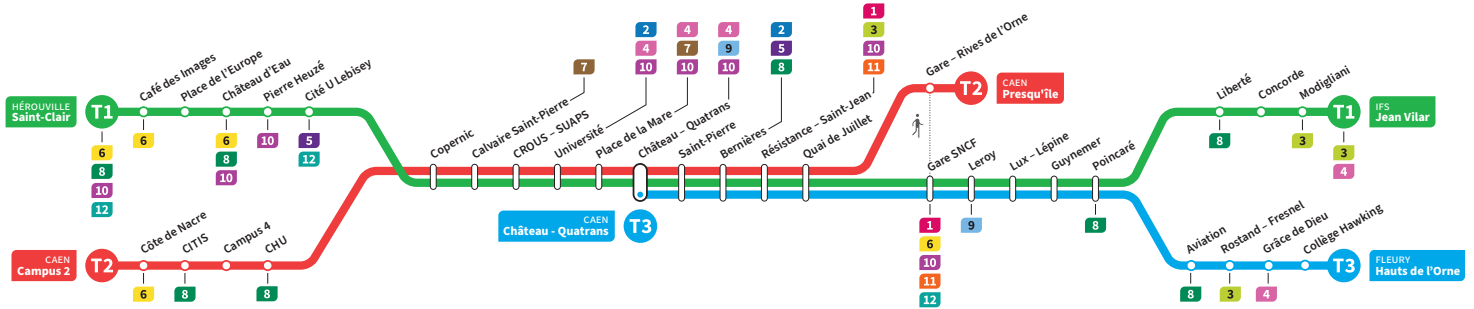 HÉROUVILLE
Saint-Clair
T1
6
8
10
12
Café des Images
6
Place de l'Europe
Château d'Eau
6
8
10
Pierre Heuzé
10
Cité U Lebisey
5
12
CAEN
Campus 2
T2
Côte de Nacre
6
CITIS
8
Campus 4
CHU
8
Copernic
Calvaire Saint-Pierre
7
CROUS – SUAPS
Université
2
4
10
Place de la Mare
4
7
10
Château – Quatrans
4
9
10
CAEN
Château - Quatrans
T3
Saint-Pierre
Bernières
2
5
8
Résistance – Saint-Jean
1
3
10
11
Quai de Juillet
Gare – Rives de l'Orne
T2
CAEN
Presqu'île
Gare SNCF
1
6
10
11
12
Leroy
9
Lux – Lépine
Guynemer
Poincaré
8
Liberté
8
Concorde
Modigliani
3
T1
3
4
IFS
Jean Vilar
Aviation
8
Rostand – Fresnel
3
Grâce de Dieu
4
Collège Hawking
T3
FLEURY
Hauts de l'Orne